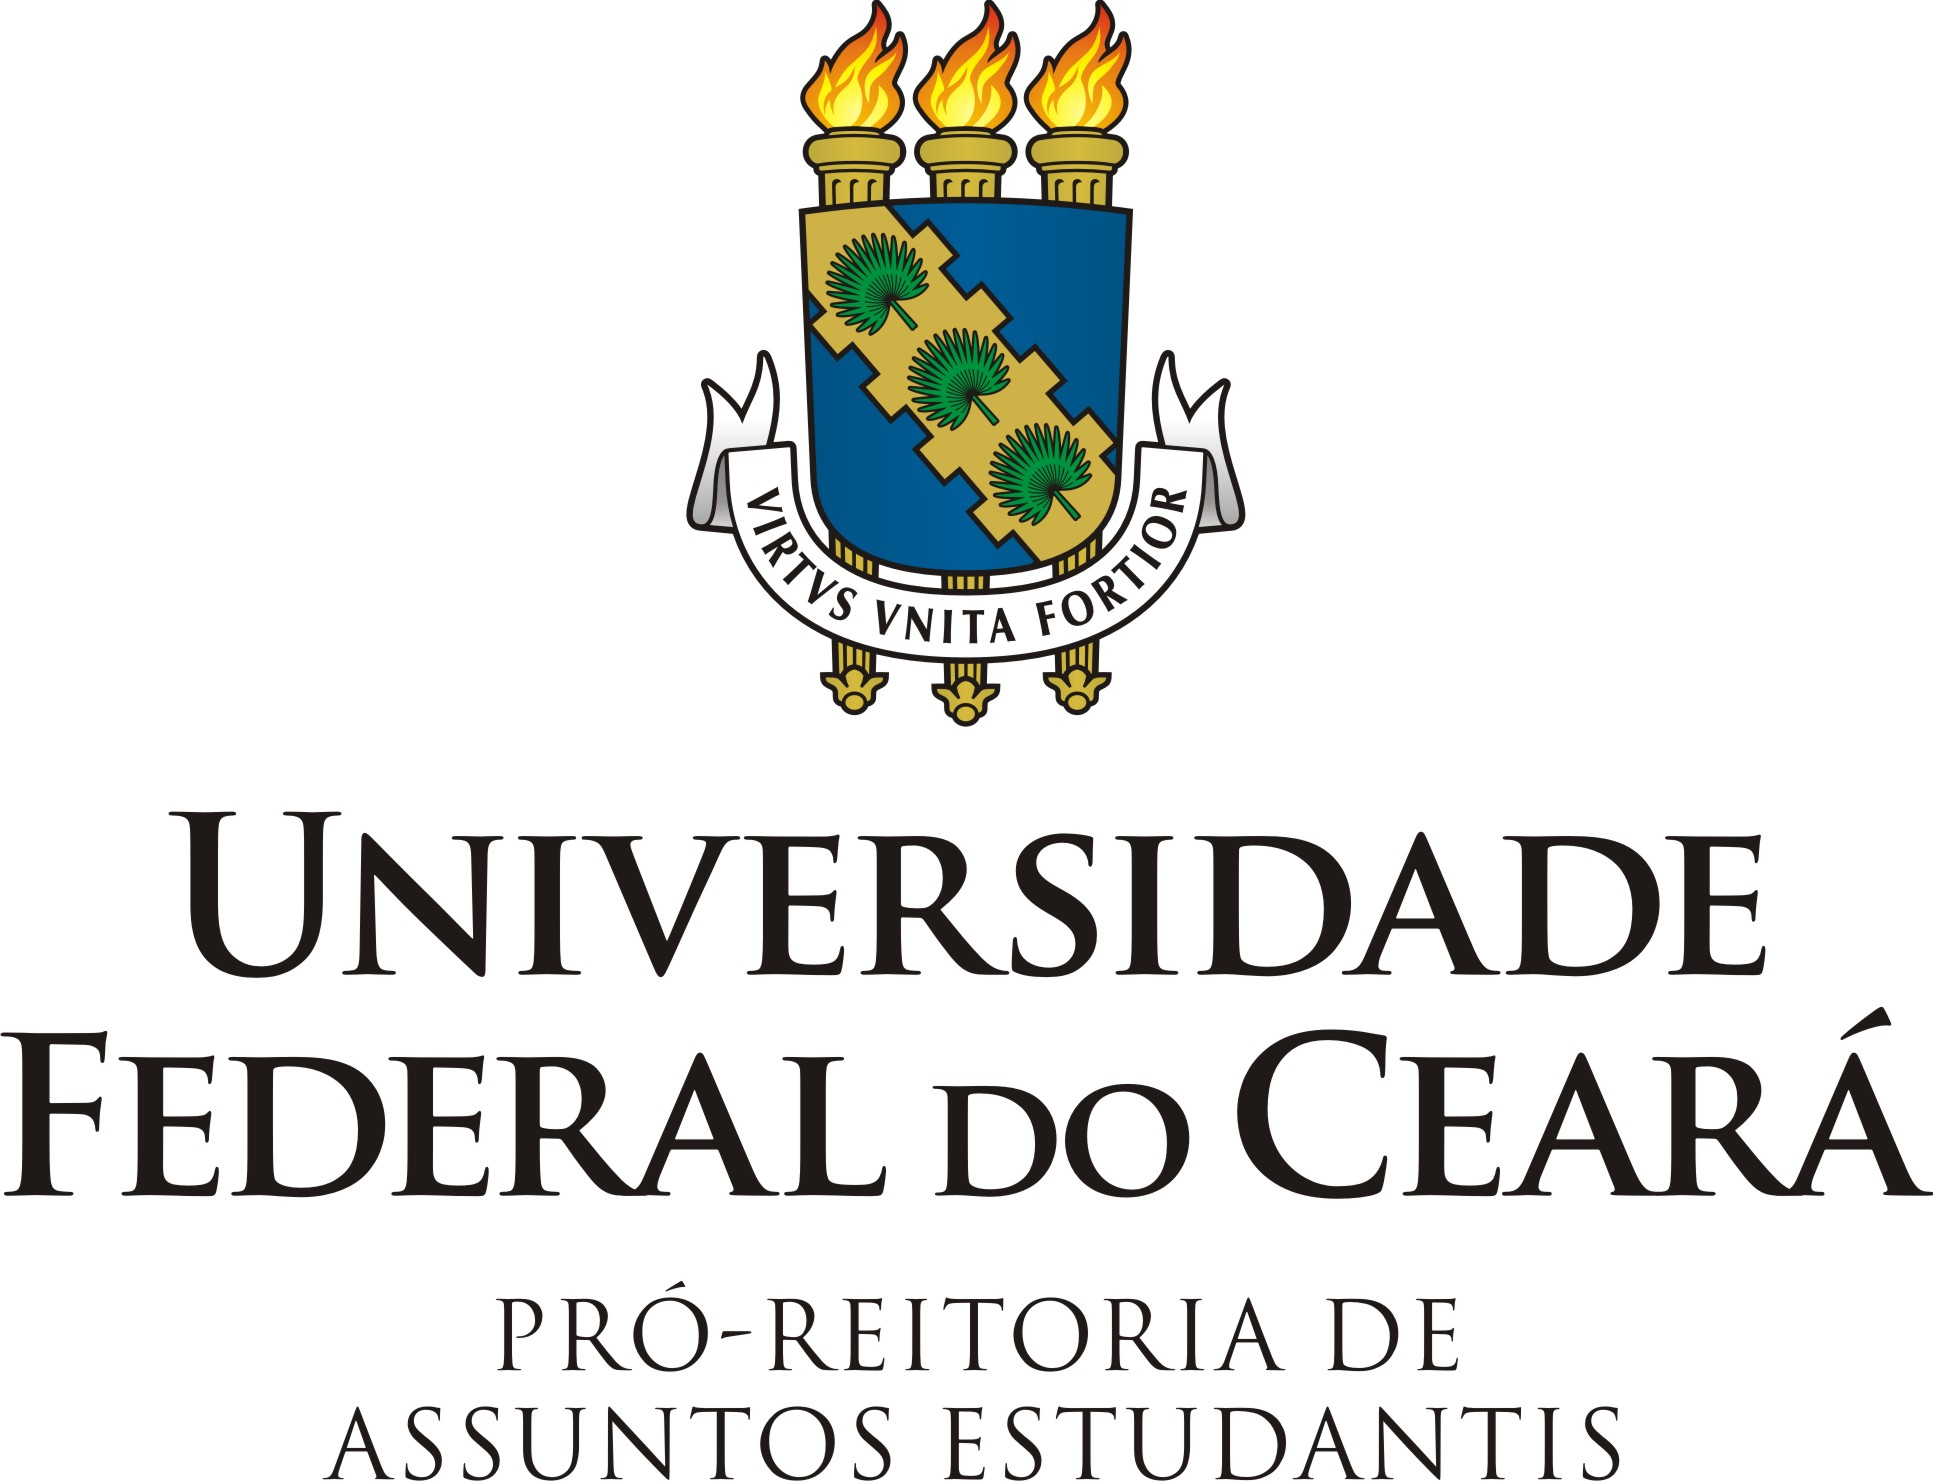 VIRTVS VNITA FORTIOR
UNIVERSIDADE
FEDERAL DO CEARÁ
PRÓ-REITORIA DE
ASSUNTOS ESTUDANTIS